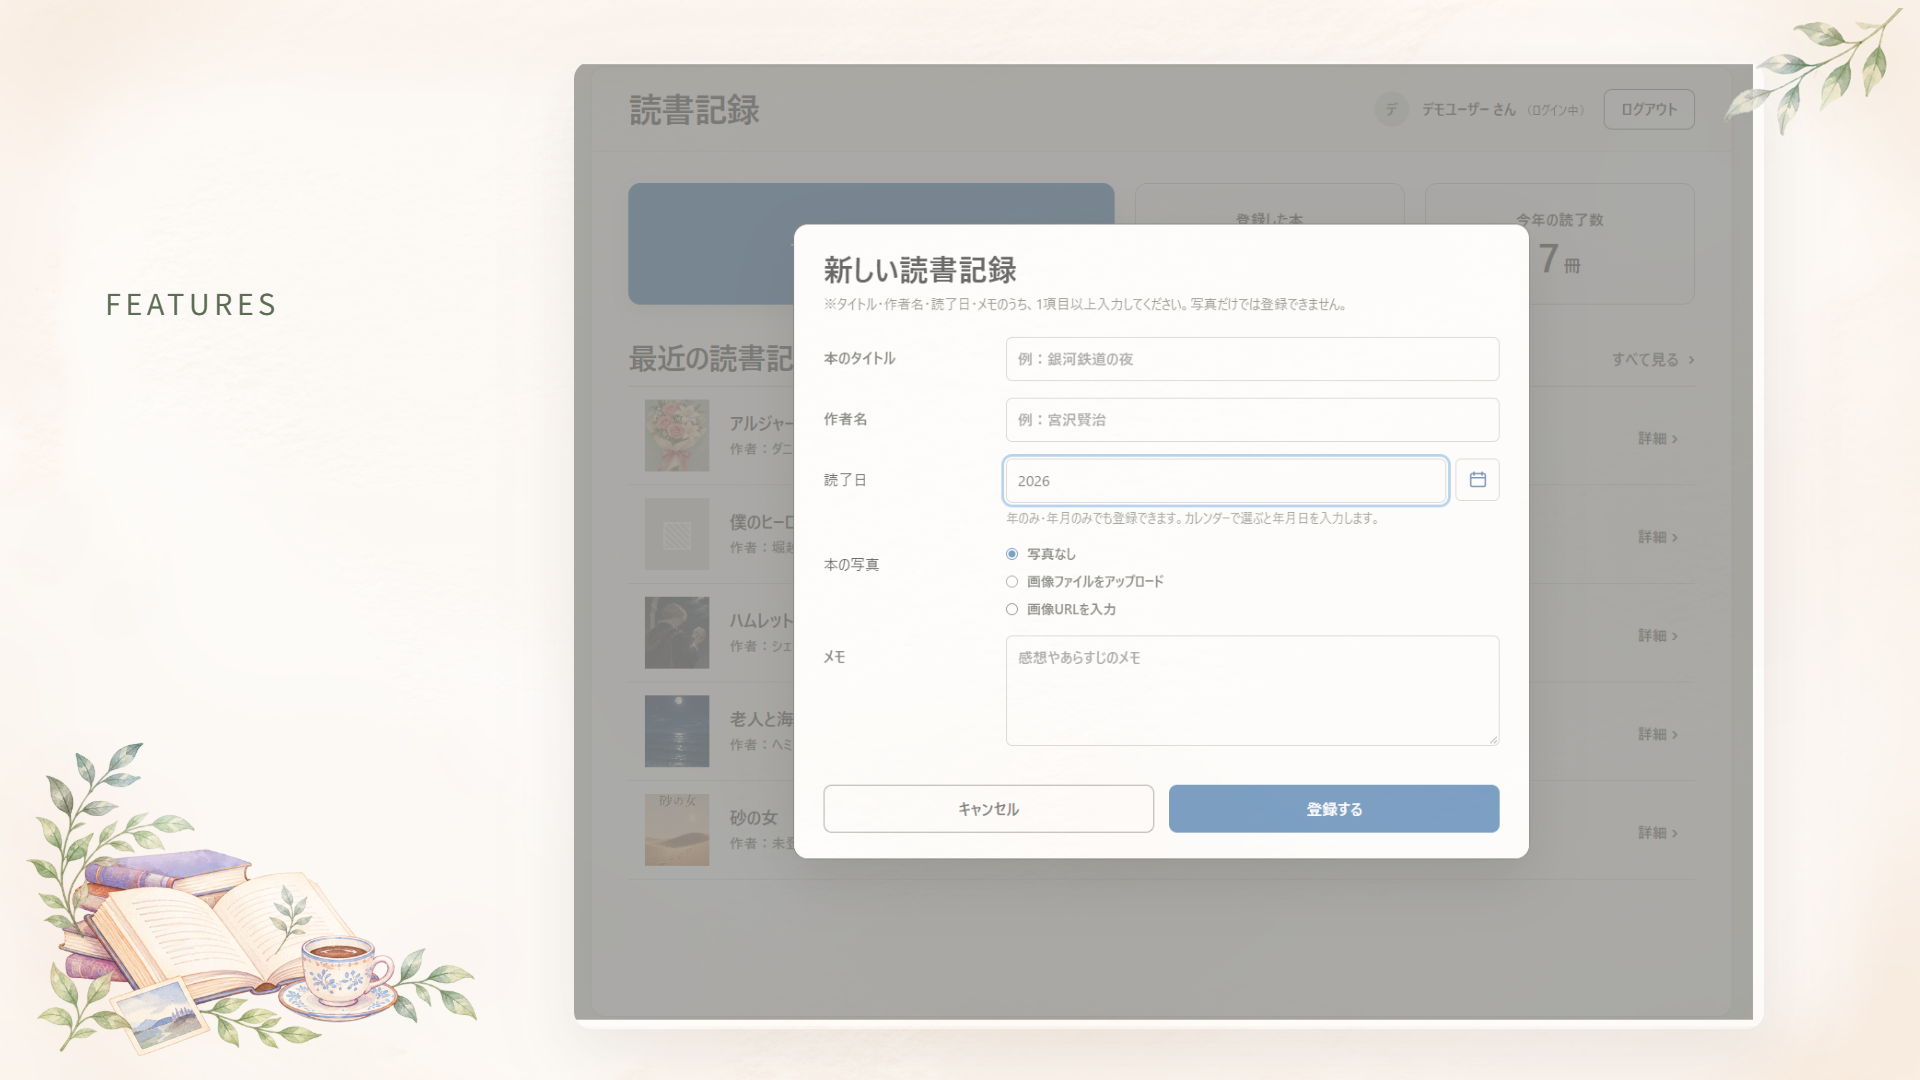 FEATURES
読書記録
デ
デモユーザー さん (ログイン中)
ログアウト
登録した本
今年の読了数
7 冊
最近の読書記
すべて見る ›
アルジャー
作者:ダニ
詳細 ›
僕のヒーロ
作者:堀越
詳細 ›
ハムレット
作者:シェ
詳細 ›
老人と海
作者:ヘミ
詳細 ›
砂の女
砂の女
作者:未登
詳細 ›
新しい読書記録
※タイトル・作者名・読了日・メモのうち、1項目以上入力してください。写真だけでは登録できません。
本のタイトル
例:銀河鉄道の夜
作者名
例:宮沢賢治
読了日
2026
年のみ・年月のみでも登録できます。カレンダーで選ぶと年月日を入力します。
本の写真
写真なし
画像ファイルをアップロード
画像URLを入力
メモ
感想やあらすじのメモ
キャンセル
登録する